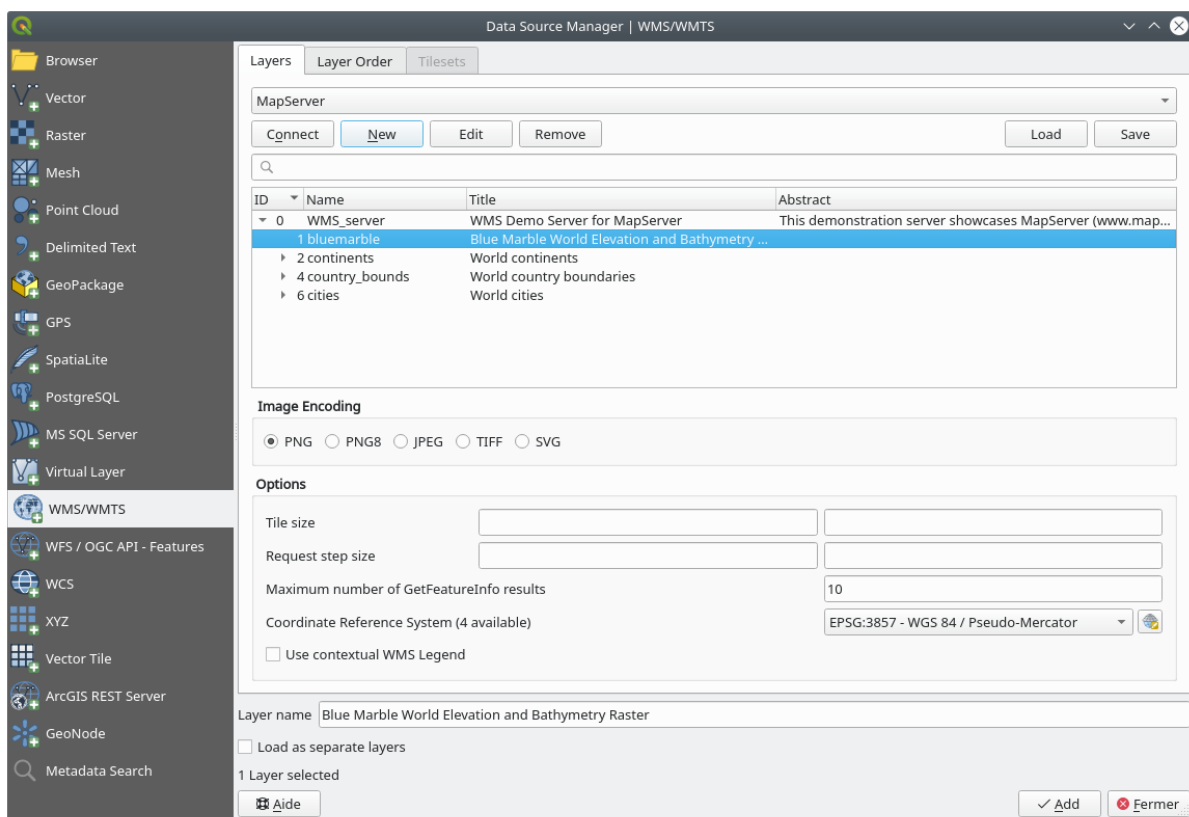 Data Source Manager | WMS/WMTS
Browser
Vector
Raster
Mesh
Point Cloud
Delimited Text
GeoPackage
GPS
SpatiaLite
PostgreSQL
MS SQL Server
Virtual Layer
WMS/WMTS
WFS / OGC API - Features
WCS
XYZ
Vector Tile
ArcGIS REST Server
GeoNode
Metadata Search
Layers Layer Order Tilesets
MapServer
Connect New Edit Remove Load Save
ID Name Title Abstract
0 WMS_server WMS Demo Server for MapServer This demonstration server showcases MapServer (www.map...
1 bluemarble Blue Marble World Elevation and Bathymetry ...
2 continents World continents
4 country_bounds World country boundaries
6 cities World cities
Image Encoding
PNG PNG8 JPEG TIFF SVG
Options
Tile size
Request step size
Maximum number of GetFeatureInfo results 10
Coordinate Reference System (4 available) EPSG:3857 - WGS 84 / Pseudo-Mercator
Use contextual WMS Legend
Layer name Blue Marble World Elevation and Bathymetry Raster
Load as separate layers
1 Layer selected
Aide Add Fermer